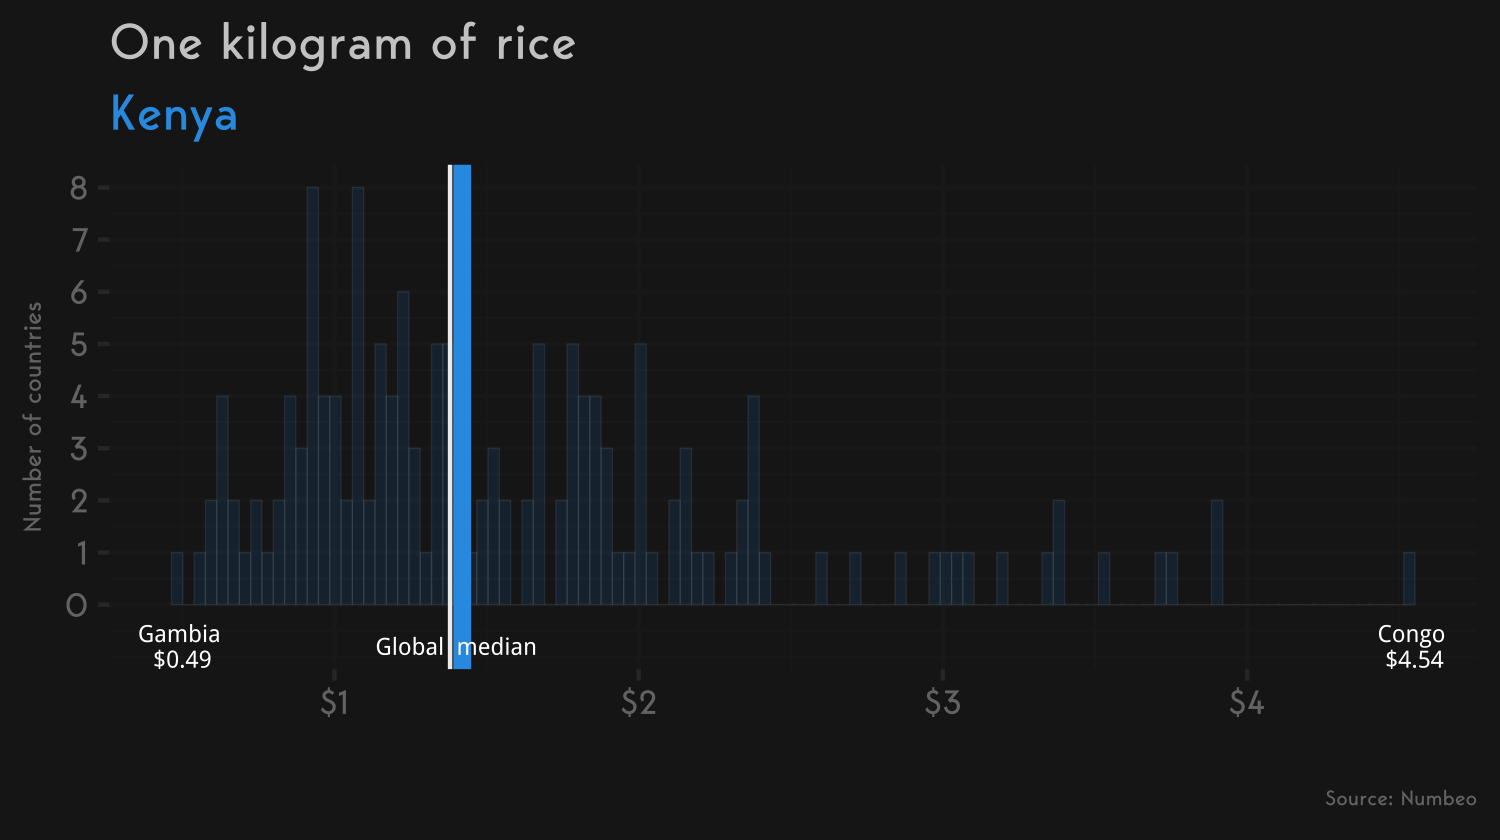 One kilogram of rice
Kenya
Number of countries
8
7
6
5
4
3
2
1
0
Gambia
$0.49
Global median
Congo
$4.54
$1 $2 $3 $4
Source: Numbeo